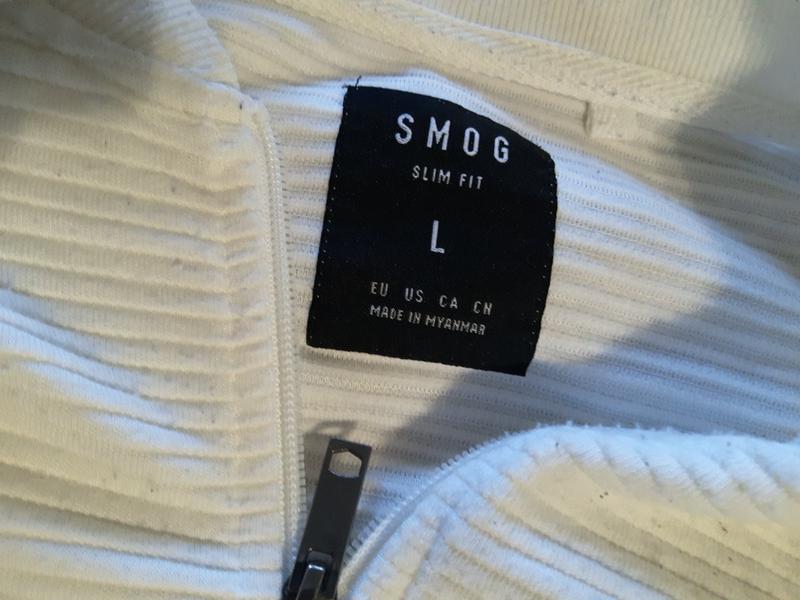 SMOG
SLIM FIT
L
EU US CA CN
MADE IN MYANMAR